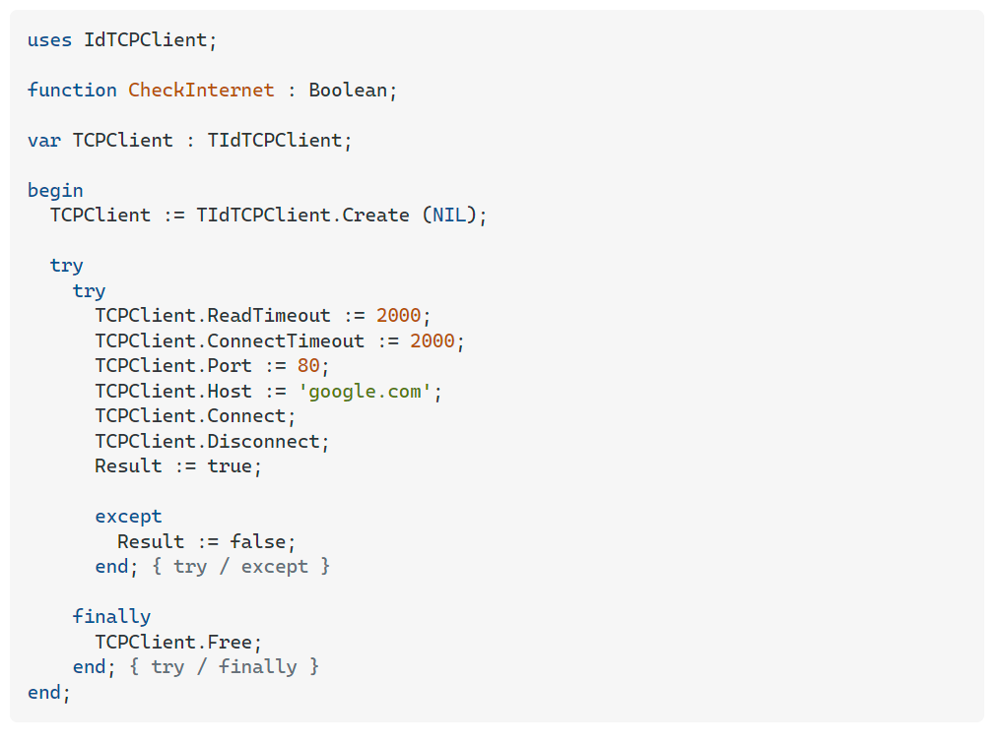 uses IdTCPClient;
function CheckInternet : Boolean;
var TCPClient : TIdTCPClient;
begin
  TCPClient := TIdTCPClient.Create (NIL);
  try
    try
      TCPClient.ReadTimeout := 2000;
      TCPClient.ConnectTimeout := 2000;
      TCPClient.Port := 80;
      TCPClient.Host := 'google.com';
      TCPClient.Connect;
      TCPClient.Disconnect;
      Result := true;
      except
        Result := false;
      end; { try / except }
    finally
      TCPClient.Free;
    end; { try / finally }
end;